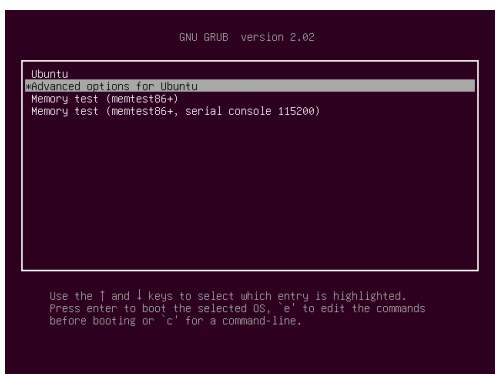 GNU GRUB version 2.02
Ubuntu
*Advanced options for Ubuntu
Memory test (memtest86+)
Memory test (memtest86+, serial console 115200)
Use the ↑ and ↓ keys to select which entry is highlighted.
Press enter to boot the selected OS, `e' to edit the commands
before booting or `c' for a command-line.